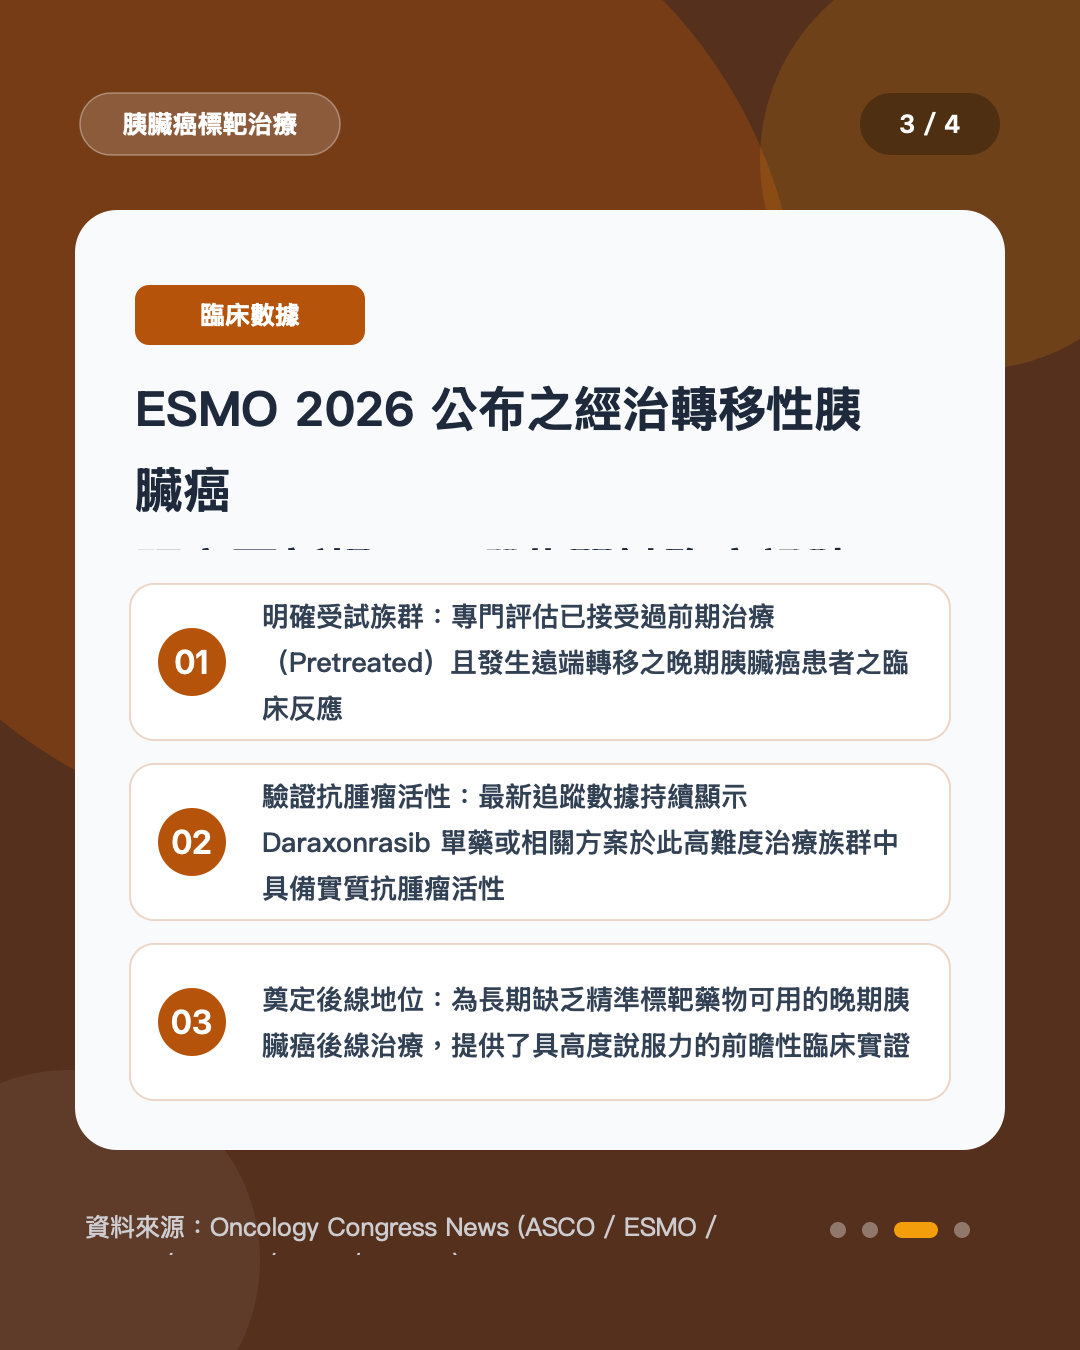 胰臟癌標靶治療
3 / 4
臨床數據
ESMO 2026 公布之經治轉移性胰
臟癌
01
明確受試族群：專門評估已接受過前期治療
（Pretreated）且發生遠端轉移之晚期胰臟癌患者之臨
床反應
02
驗證抗腫瘤活性：最新追蹤數據持續顯示
Daraxonrasib 單藥或相關方案於此高難度治療族群中
具備實質抗腫瘤活性
03
奠定後線地位：為長期缺乏精準標靶藥物可用的晚期胰
臟癌後線治療，提供了具高度說服力的前瞻性臨床實證
資料來源：Oncology Congress News (ASCO / ESMO /